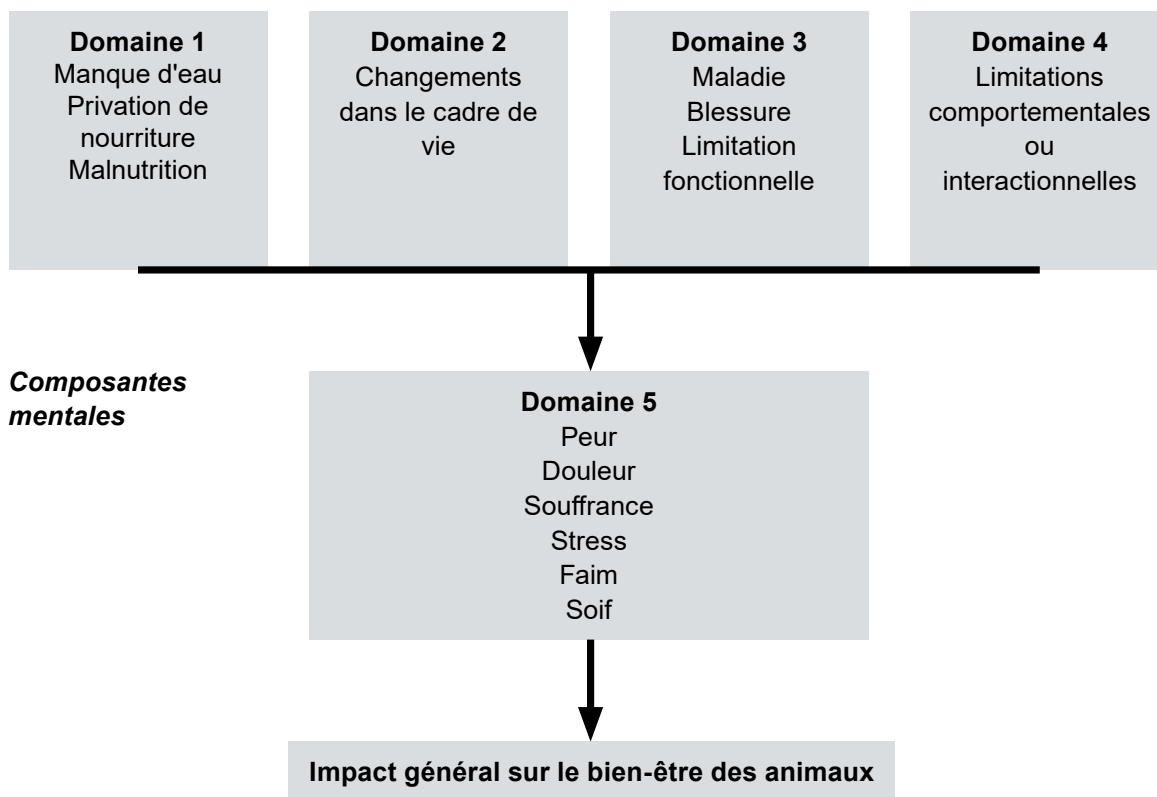 Domaine 1
Manque d'eau
Privation de
nourriture
Malnutrition
Domaine 2
Changements
dans le cadre de
vie
Domaine 3
Maladie
Blessure
Limitation
fonctionnelle
Domaine 4
Limitations
comportementales
ou
interactionnelles
Composantes
mentales
Domaine 5
Peur
Douleur
Souffrance
Stress
Faim
Soif
Impact général sur le bien-être des animaux